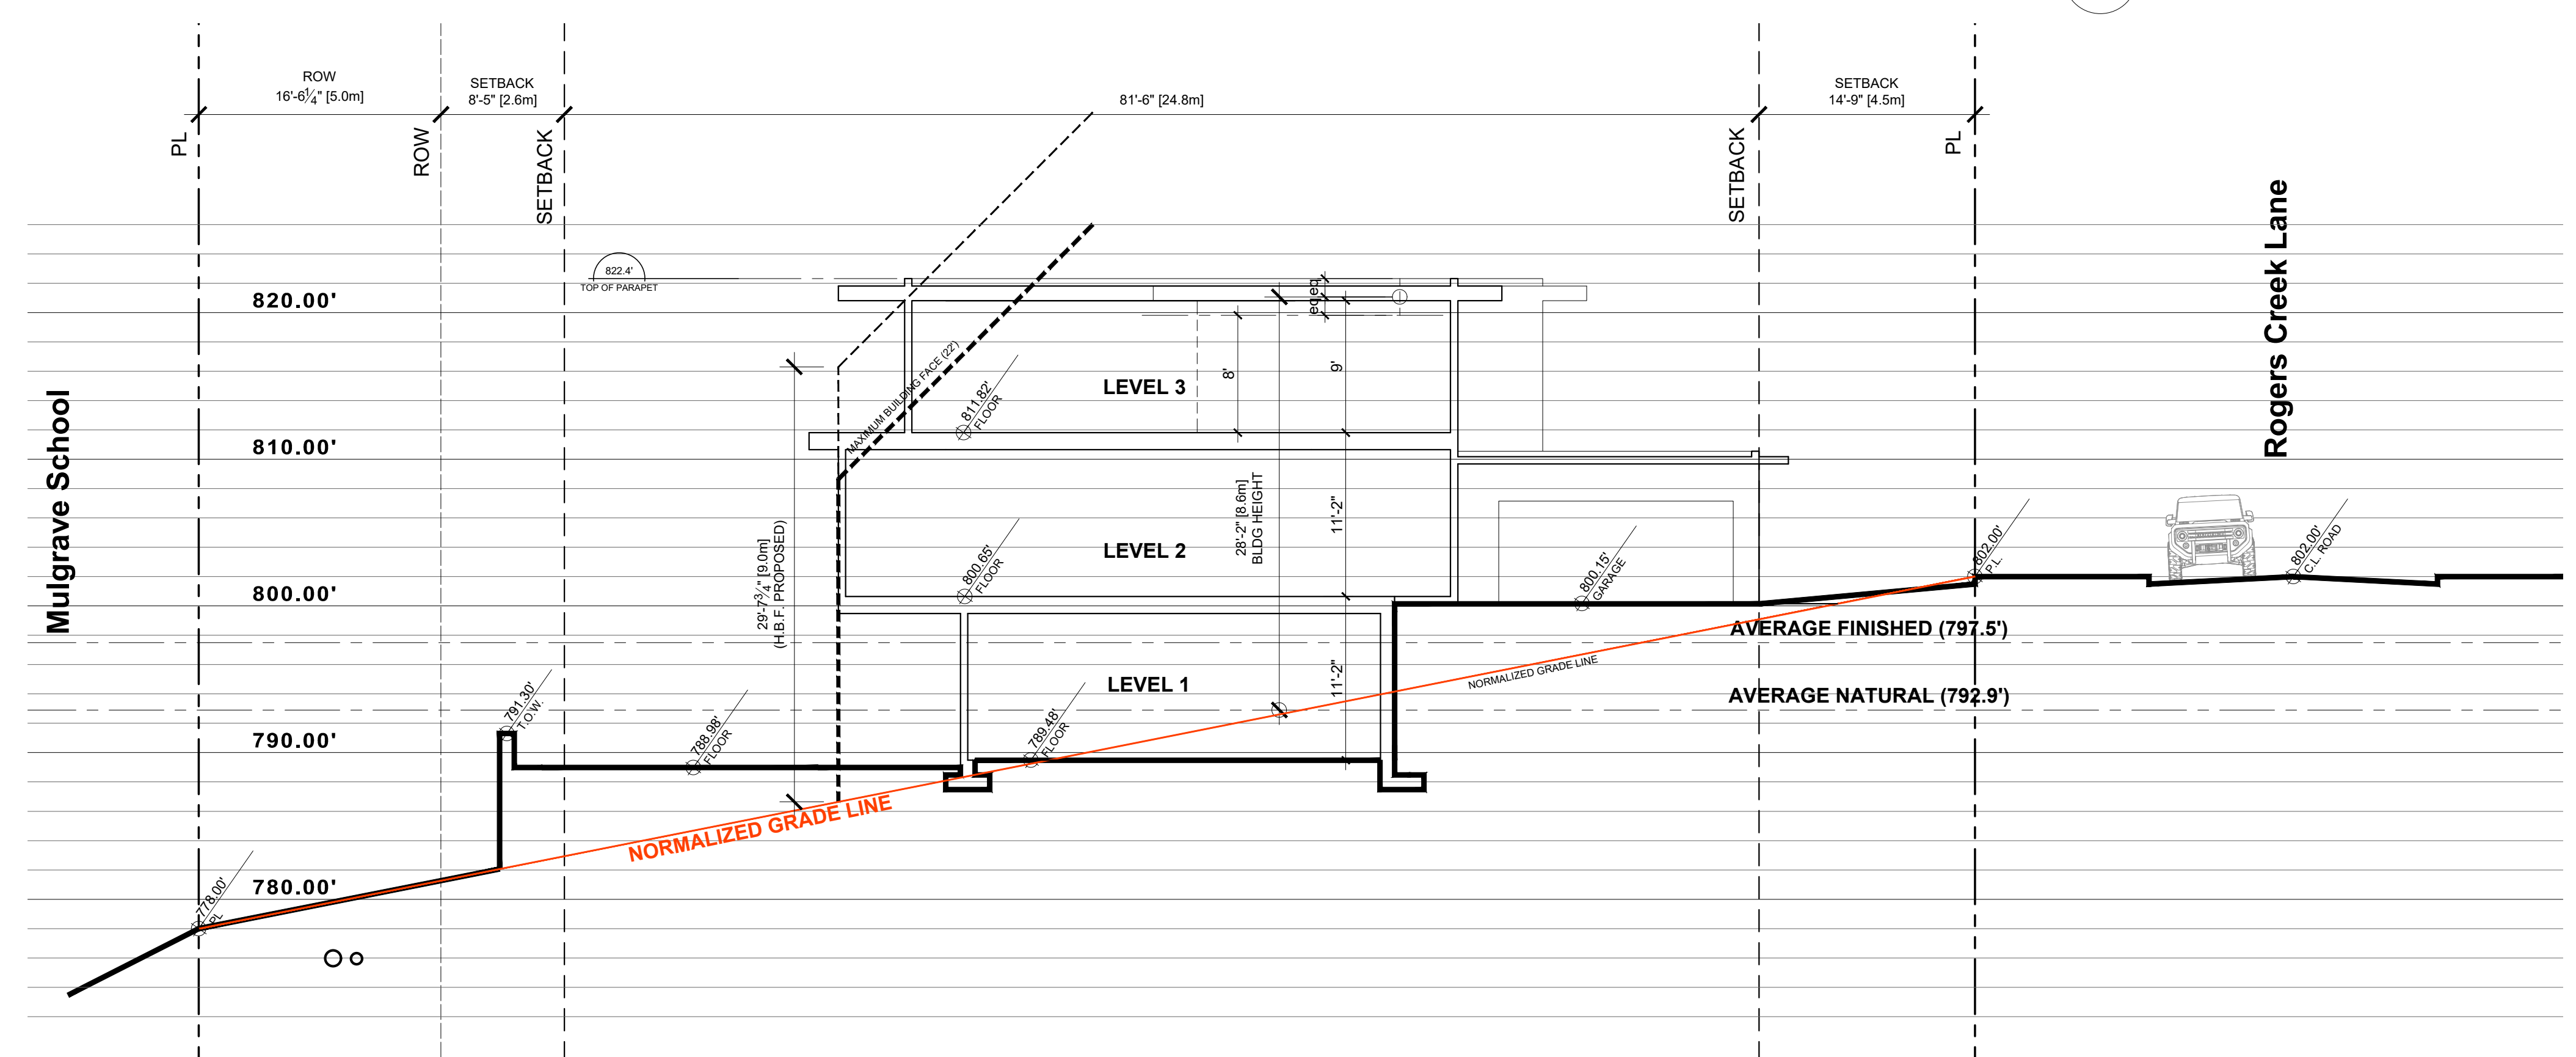 ROW
16'-6¼" [5.0m]
SETBACK
8'-5" [2.6m]
81'-6" [24.8m]
SETBACK
14'-9" [4.5m]
PL
ROW
SETBACK
SETBACK
PL
822.4'
TOP OF PARAPET
820.00'
810.00'
800.00'
790.00'
780.00'
Mulgrave School
Rogers Creek Lane
MAXIMUM BUILDING FACE (22')
eq
eq
811.82'
FLOOR
LEVEL 3
8'
9'
29'-7¾" [9.0m]
(H.B.F. PROPOSED)
800.65'
FLOOR
LEVEL 2
28'-2" [8.6m]
BLDG HEIGHT
11'-2"
800.15'
GARAGE
802.00'
P.L.
802.00'
C.L. ROAD
AVERAGE FINISHED (797.5')
NORMALIZED GRADE LINE
AVERAGE NATURAL (792.9')
791.30'
T.O.W.
788.98'
FLOOR
789.48'
FLOOR
LEVEL 1
11'-2"
NORMALIZED GRADE LINE
778.00'
PL